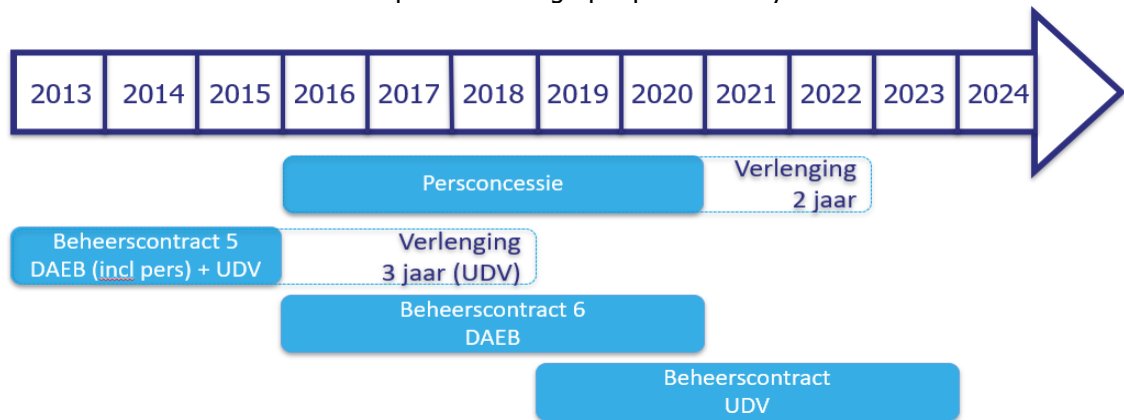 2013 2014 2015 2016 2017 2018 2019 2020 2021 2022 2023 2024
Persconcessie
Verlenging
2 jaar
Beheerscontract 5
DAEB (incl pers) + UDV
Verlenging
3 jaar (UDV)
Beheerscontract 6
DAEB
Beheerscontract
UDV